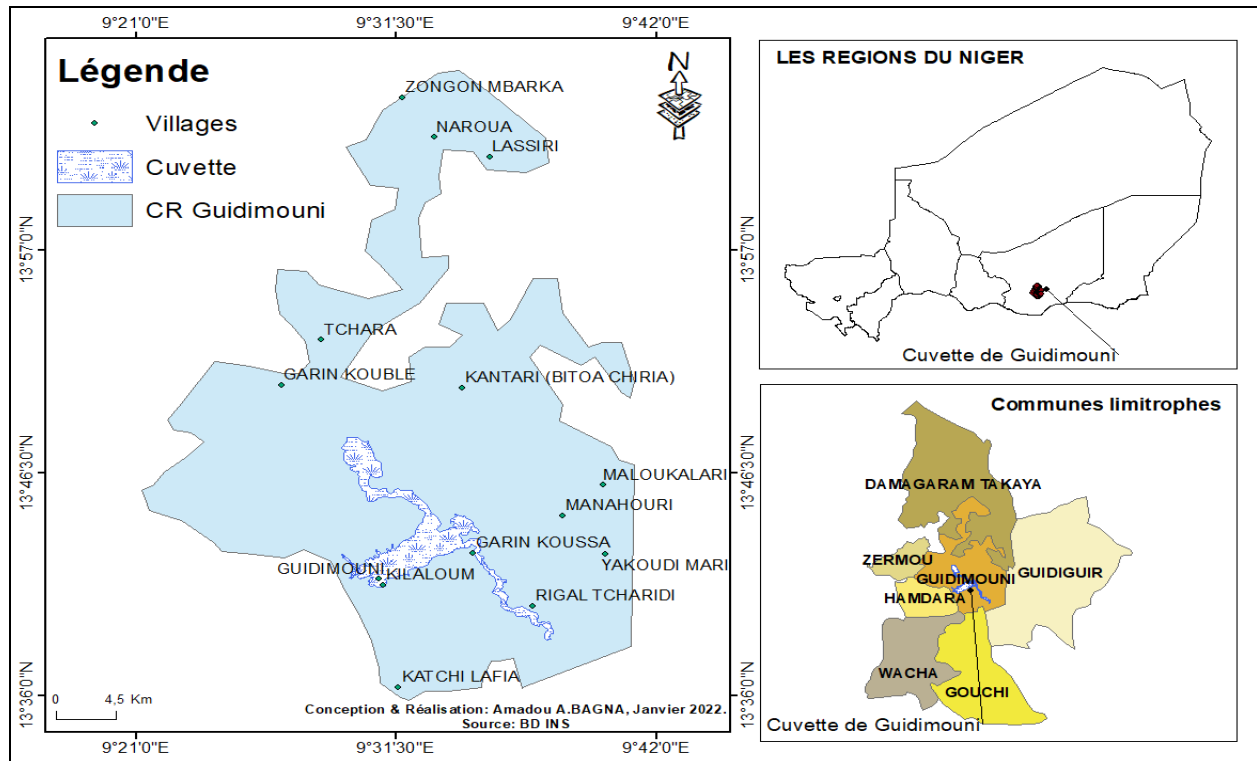 9°21'0"E
9°31'30"E
9°42'0"E
Légende
Villages
Cuvette
CR Guidimouni
N
ZONGON MBARKA
NAROUA
LASSIRI
13°57'0"N
13°57'0"N
TCHARA
GARIN KOUBLE
KANTARI (BITOA CHIRIA)
13°46'30"N
13°46'30"N
MALOUKALARI
MANAHOURI
GARIN KOUSSA
YAKOUDI MARI
GUIDIMOUNI
KILALOUM
RIGAL TCHARIDI
KATCHI LAFIA
13°36'0"N
13°36'0"N
0 4,5 Km
Conception & Réalisation: Amadou A.BAGNA, Janvier 2022.
Source: BD INS
9°21'0"E
9°31'30"E
9°42'0"E
LES REGIONS DU NIGER
Cuvette de Guidimouni
Communes limitrophes
DAMAGARAM TAKAYA
ZERMOU
GUIDIMOUNI
GUIDIGUIR
HAMDARA
WACHA
GOUCHI
Cuvette de Guidimouni